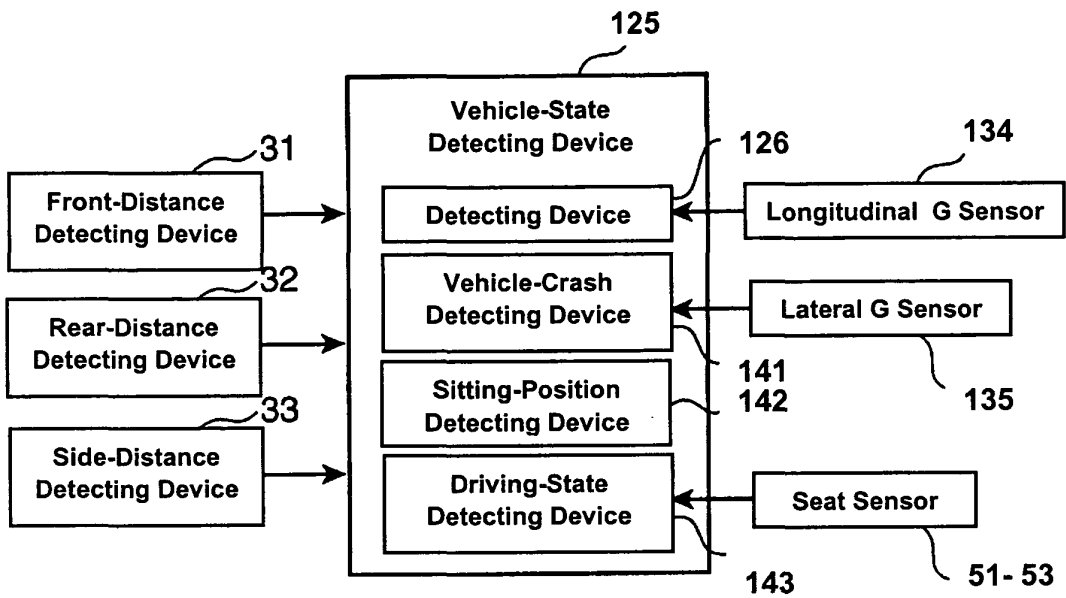 125
Vehicle-State
Detecting Device
31
Front-Distance
Detecting Device
126
Detecting Device
134
Longitudinal G Sensor
32
Rear-Distance
Detecting Device
Vehicle-Crash
Detecting Device
141
Lateral G Sensor
135
33
Side-Distance
Detecting Device
Sitting-Position
Detecting Device
142
Driving-State
Detecting Device
143
Seat Sensor
51- 53